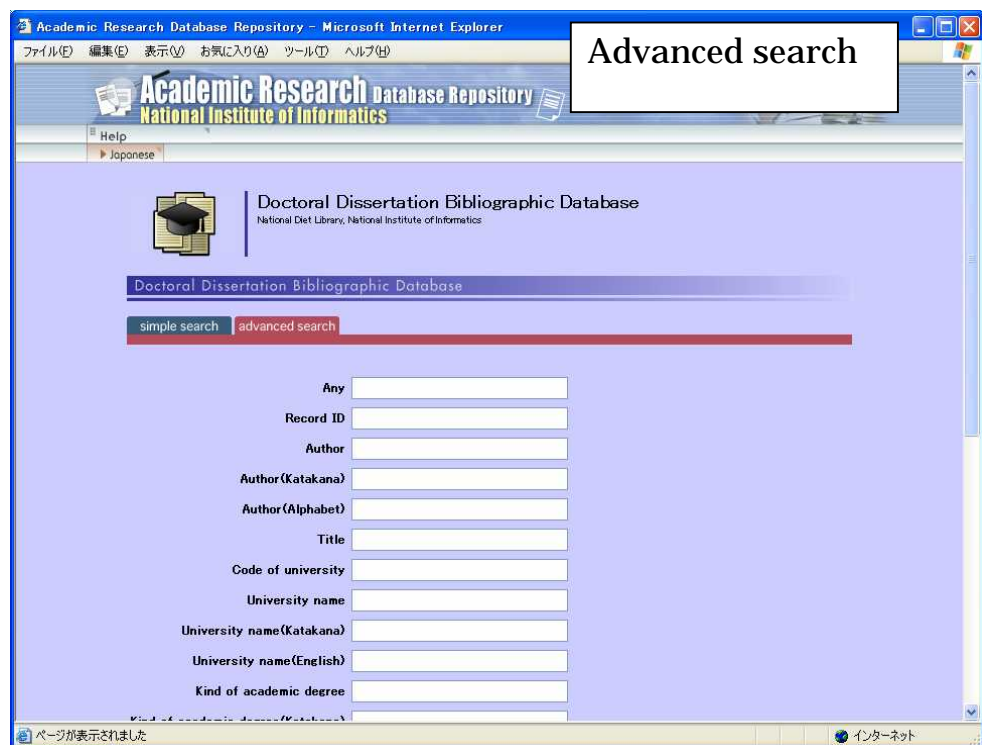 Academic Research Database Repository - Microsoft Internet Explorer
ファイル(F) 編集(E) 表示(V) お気に入り(A) ツール(T) ヘルプ(H)
Advanced search
Academic Research Database Repository
National Institute of Informatics
Help
Japanese
Doctoral Dissertation Bibliographic Database
National Diet Library, National Institute of Informatics
Doctoral Dissertation Bibliographic Database
simple search advanced search
Any
Record ID
Author
Author(Katakana)
Author(Alphabet)
Title
Code of university
University name
University name(Katakana)
University name(English)
Kind of academic degree
Kind of academic degree(Katakana)
ページが表示されました インターネット